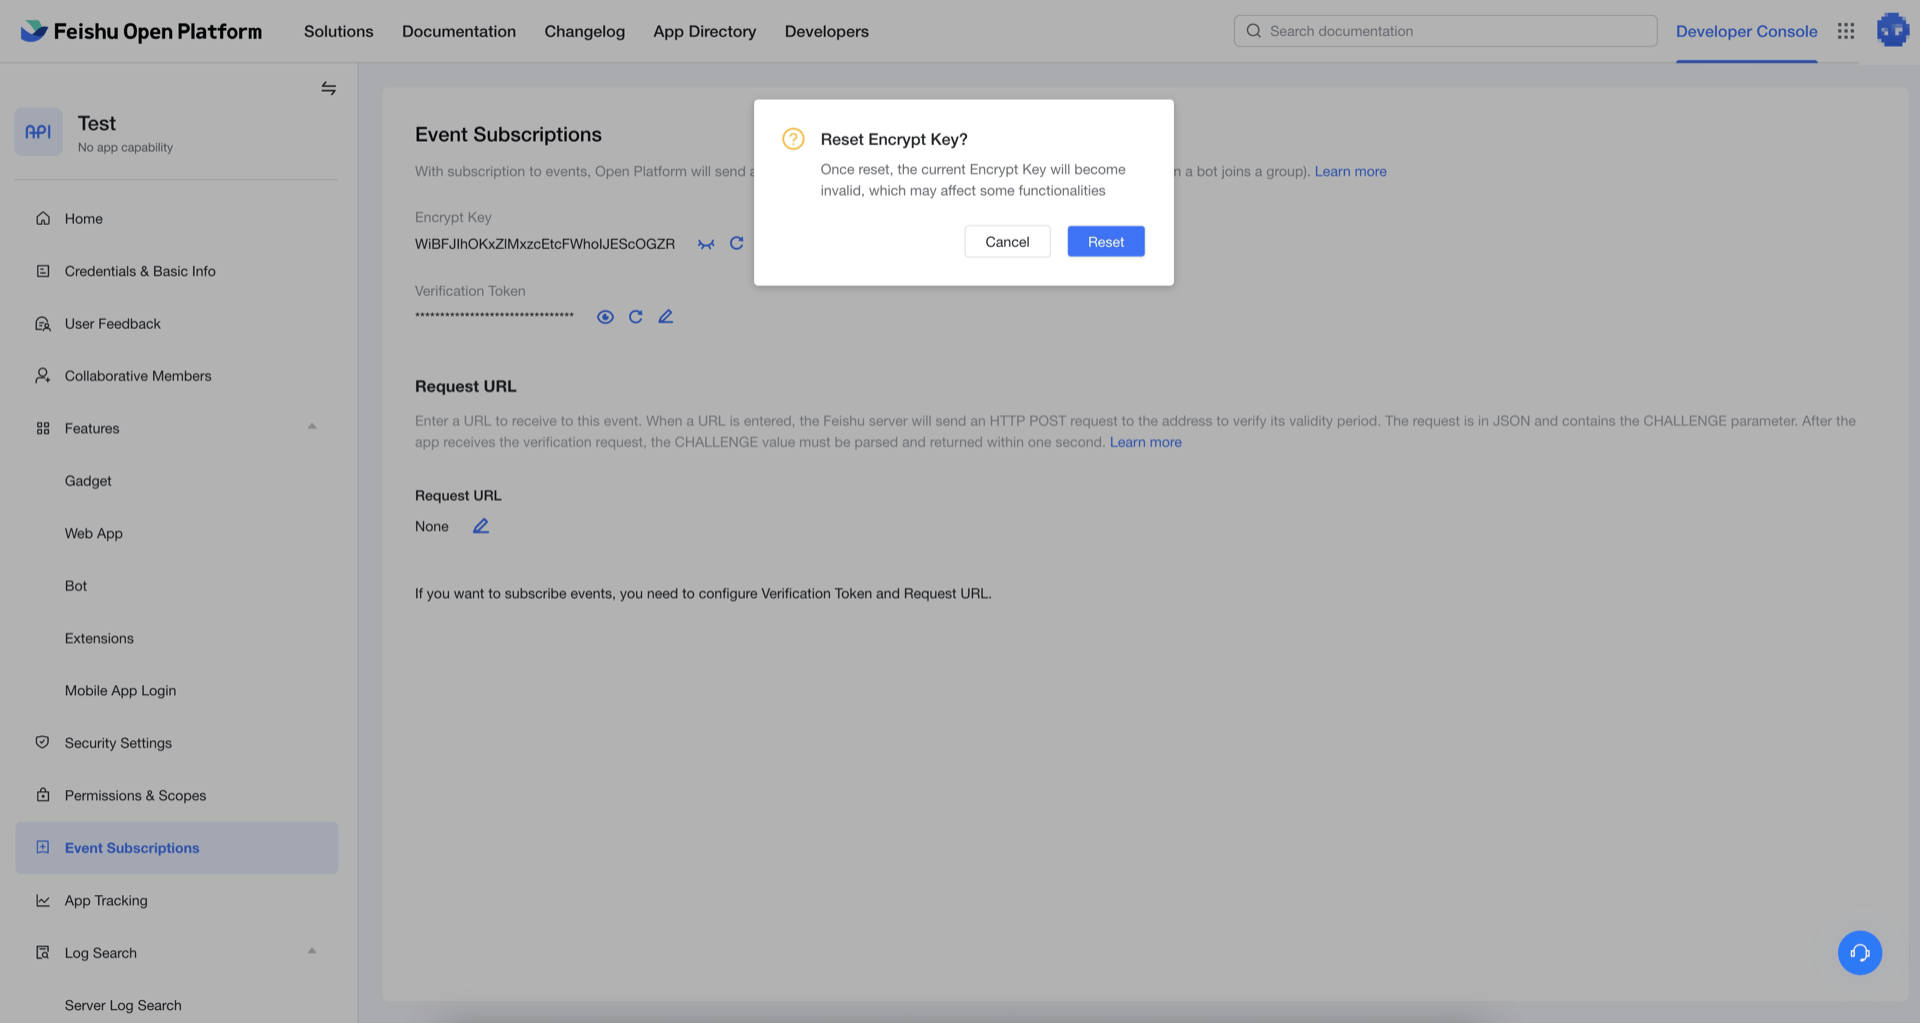 Feishu Open Platform
Solutions
Documentation
Changelog
App Directory
Developers
Search documentation
Developer Console
API
Test
No app capability
Home
Credentials & Basic Info
User Feedback
Collaborative Members
Features
Gadget
Web App
Bot
Extensions
Mobile App Login
Security Settings
Permissions & Scopes
Event Subscriptions
App Tracking
Log Search
Server Log Search
Event Subscriptions
With subscription to events, Open Platform will send a
n a bot joins a group). Learn more
Encrypt Key
WiBFJlhOKxZlMxzcEtcFWholJEScOGZR
Verification Token
********************************
Request URL
Enter a URL to receive to this event. When a URL is entered, the Feishu server will send an HTTP POST request to the address to verify its validity period. The request is in JSON and contains the CHALLENGE parameter. After the
app receives the verification request, the CHALLENGE value must be parsed and returned within one second. Learn more
Request URL
None
If you want to subscribe events, you need to configure Verification Token and Request URL.
Reset Encrypt Key?
Once reset, the current Encrypt Key will become
invalid, which may affect some functionalities
Cancel
Reset